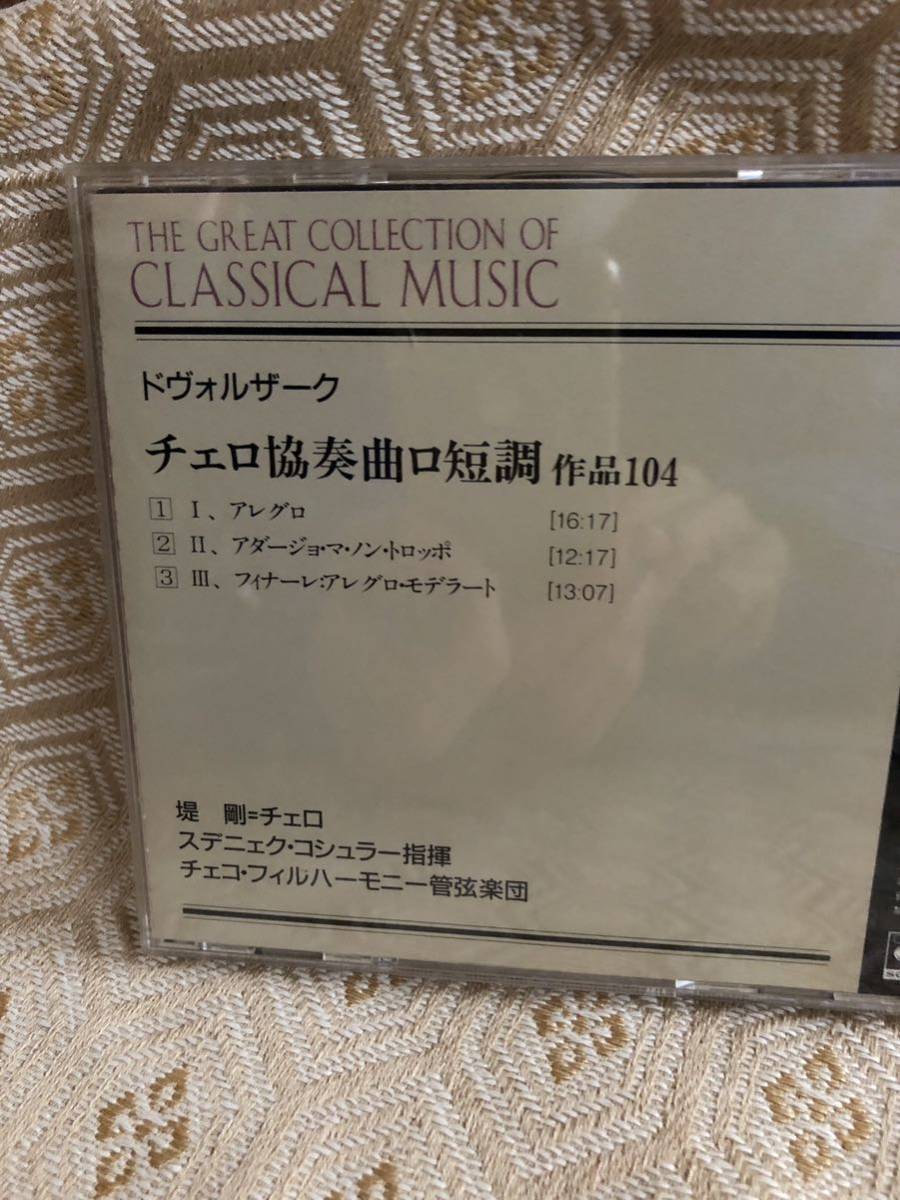 THE GREAT COLLECTION OF
CLASSICAL MUSIC
ドヴォルザーク
チェロ協奏曲ロ短調 作品104
1 I、アレグロ [16:17]
2 II、アダージョ・マ・ノン・トロッポ [12:17]
3 III、フィナーレ:アレグロ・モデラート [13:07]
堤 剛=チェロ
スデニェク・コシュラー指揮
チェコ・フィルハーモニー管弦楽団